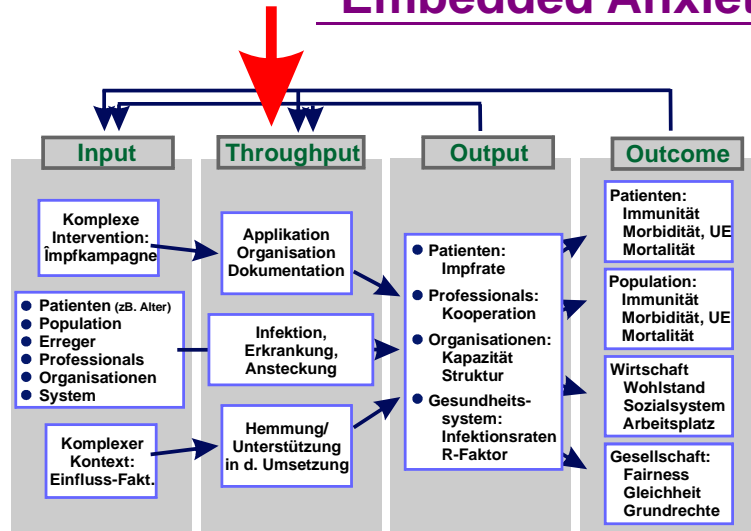 Embedded Anxiet
Input
Throughput
Output
Outcome
Komplexe
Intervention:
Împfkampagne
Patienten (zB. Alter)
Population
Erreger
Professionals
Organisationen
System
Komplexer
Kontext:
Einfluss-Fakt.
Applikation
Organisation
Dokumentation
Infektion,
Erkrankung,
Ansteckung
Hemmung/
Unterstützung
in d. Umsetzung
Patienten:
Impfrate
Professionals:
Kooperation
Organisationen:
Kapazität
Struktur
Gesundheits-
system:
Infektionsraten
R-Faktor
Patienten:
Immunität
Morbidität, UE
Mortalität
Population:
Immunität
Morbidität, UE
Mortalität
Wirtschaft
Wohlstand
Sozialsystem
Arbeitsplatz
Gesellschaft:
Fairness
Gleichheit
Grundrechte